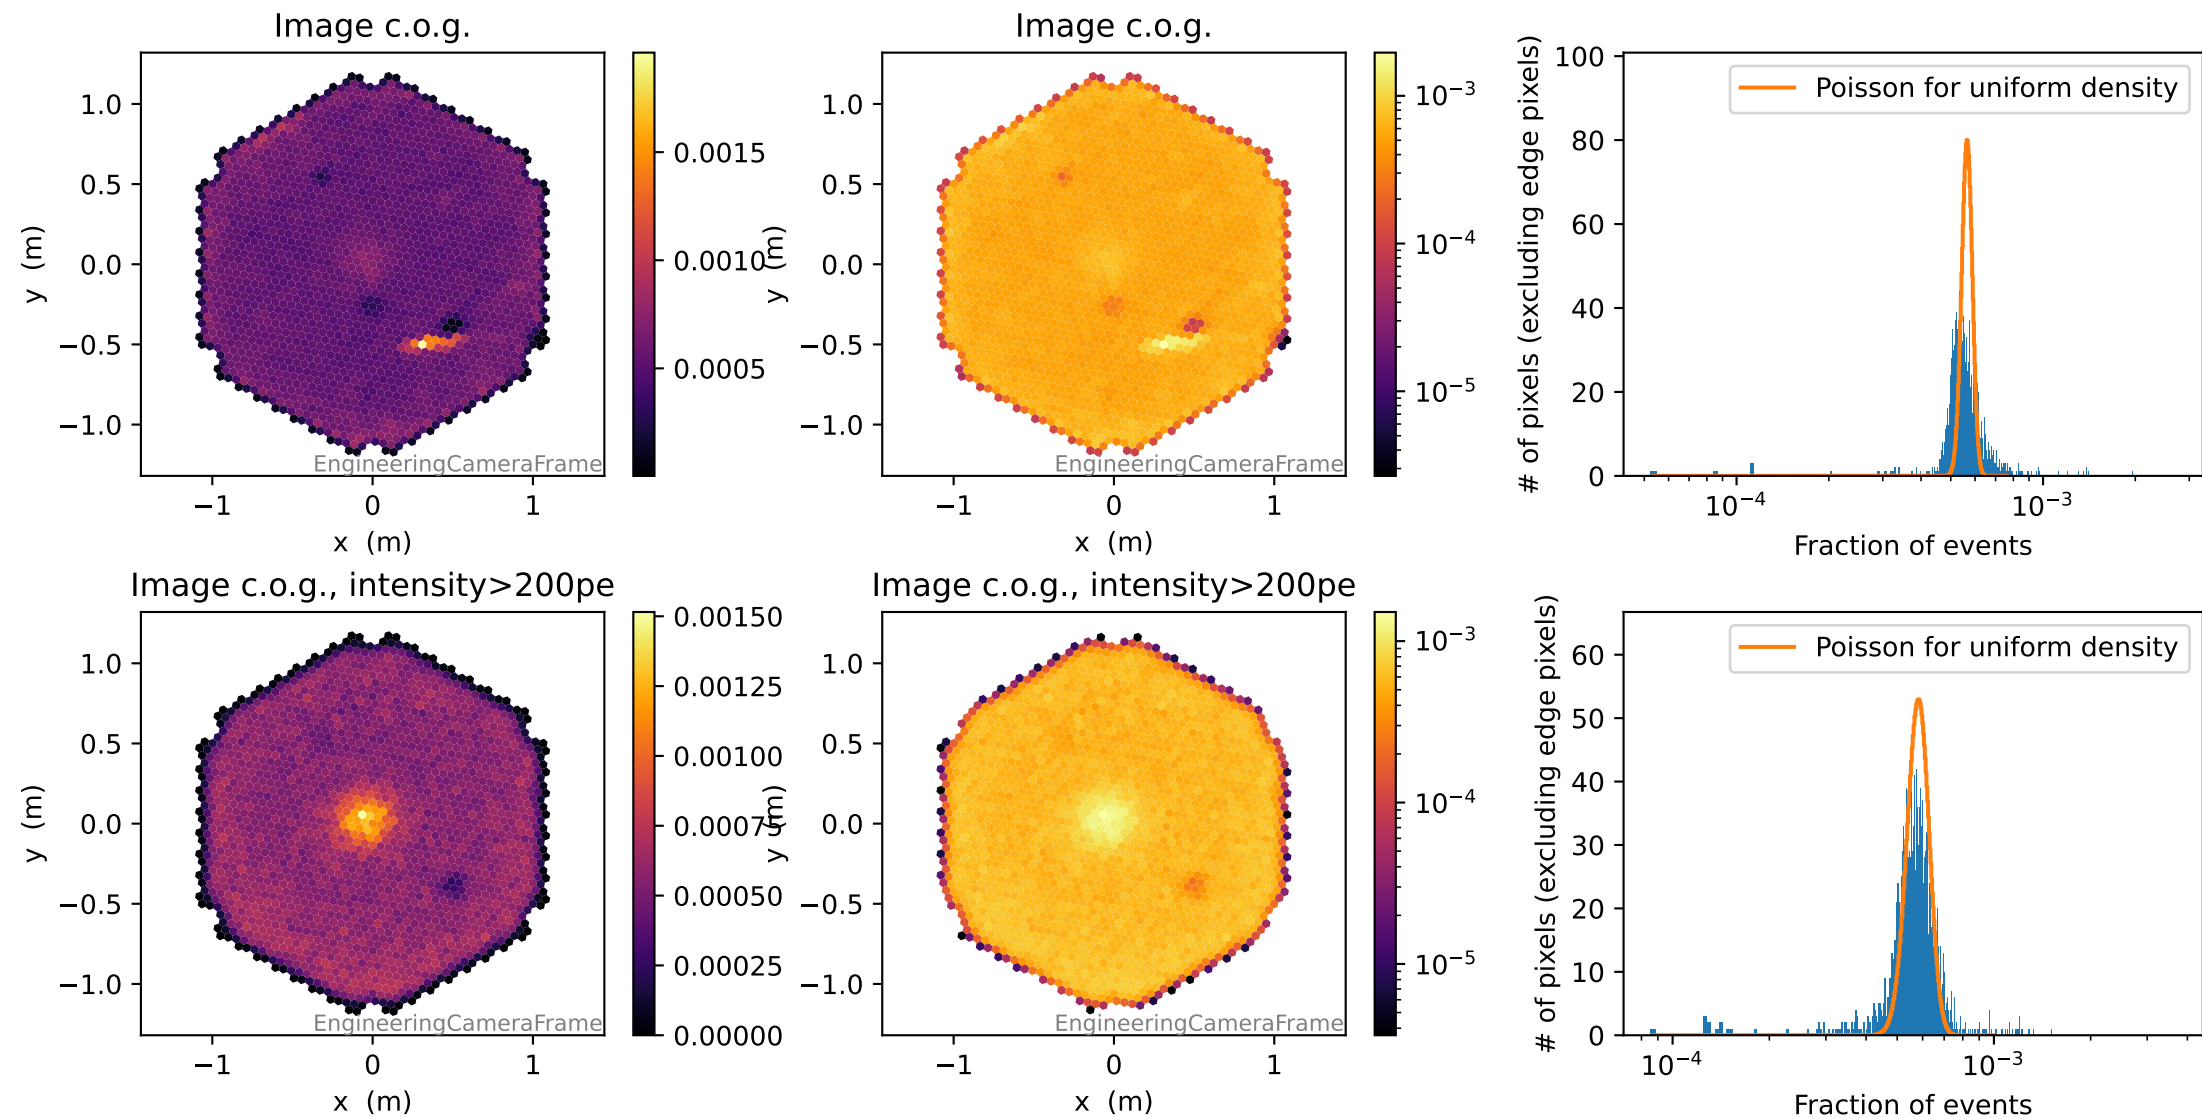 Image c.o.g.
y (m)
1.0
0.5
0.0
−0.5
−1.0
−1
0
1
x (m)
EngineeringCameraFrame
0.0015
0.0010
0.0005
Image c.o.g.
y (m)
1.0
0.5
0.0
−0.5
−1.0
−1
0
1
x (m)
EngineeringCameraFrame
10⁻³
10⁻⁴
10⁻⁵
# of pixels (excluding edge pixels)
100
80
60
40
20
0
Poisson for uniform density
10⁻⁴
10⁻³
Fraction of events
Image c.o.g., intensity>200pe
y (m)
1.0
0.5
0.0
−0.5
−1.0
−1
0
1
x (m)
EngineeringCameraFrame
0.00150
0.00125
0.00100
0.00050
0.00025
0.00000
Image c.o.g., intensity>200pe
y (m)
1.0
0.5
0.0
−0.5
−1.0
−1
0
1
x (m)
EngineeringCameraFrame
10⁻³
10⁻⁴
10⁻⁵
# of pixels (excluding edge pixels)
60
50
40
30
20
10
0
Poisson for uniform density
10⁻⁴
10⁻³
Fraction of events